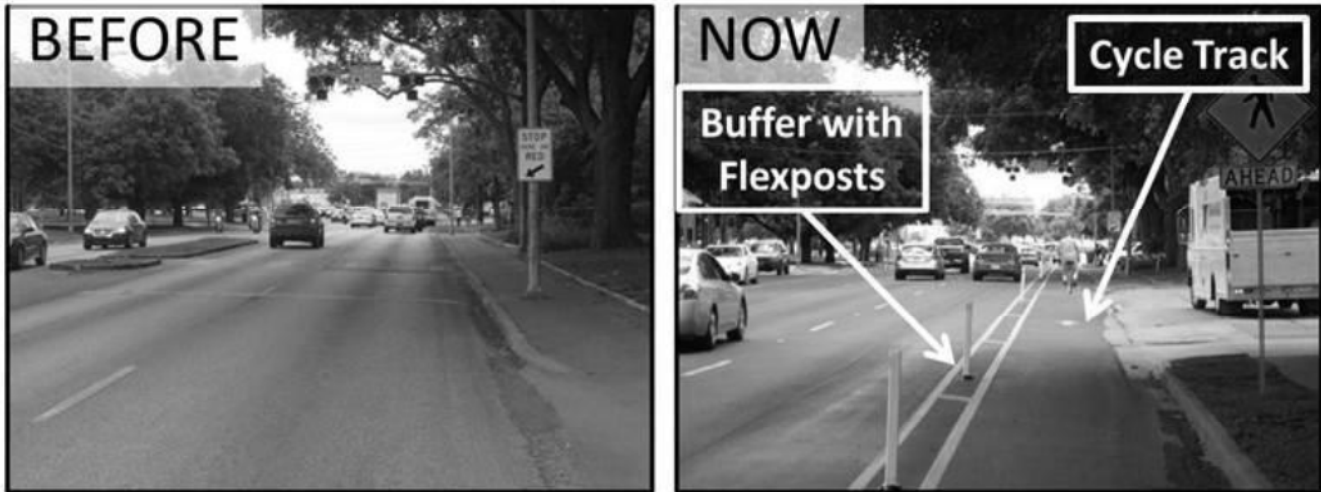 BEFORE
STOP
HERE ON
RED
NOW
Cycle Track
Buffer with
Flexposts
AHEAD